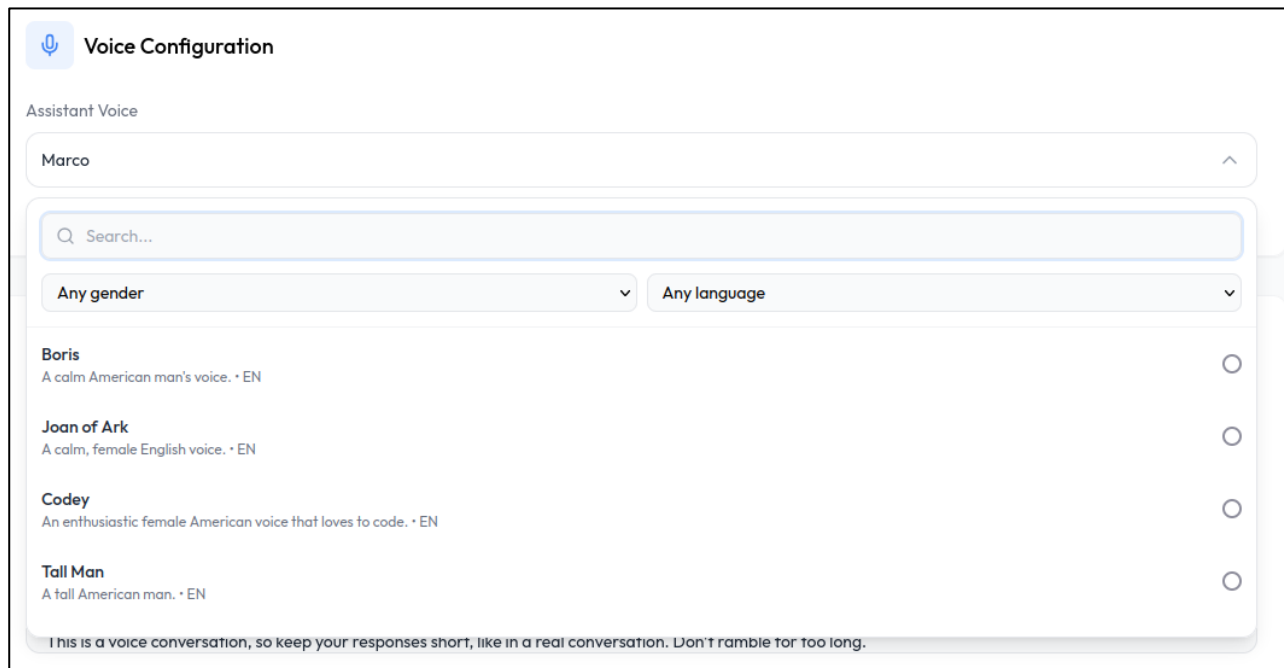 Voice Configuration
Assistant Voice
Marco
Search...
Any gender
Any language
Boris
A calm American man's voice. • EN
Joan of Ark
A calm, female English voice. • EN
Codey
An enthusiastic female American voice that loves to code. • EN
Tall Man
A tall American man. • EN
This is a voice conversation, so keep your responses short, like in a real conversation. Don't ramble for too long.